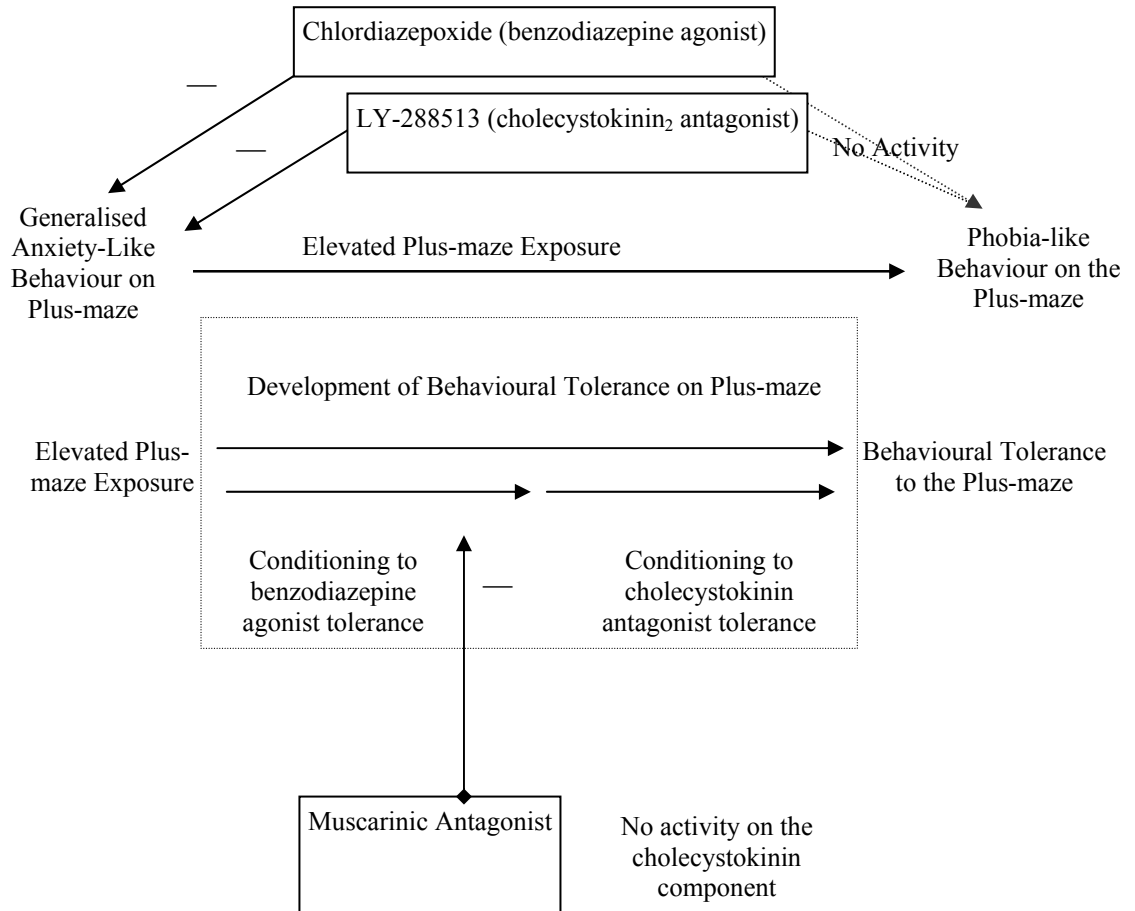 Chlordiazepoxide (benzodiazepine agonist)
—
LY-288513 (cholecystokinin₂ antagonist)
—
No Activity
Generalised
Anxiety-Like
Behaviour on
Plus-maze
Elevated Plus-maze Exposure
Phobia-like
Behaviour on the
Plus-maze
Development of Behavioural Tolerance on Plus-maze
Elevated Plus-
maze Exposure
Behavioural Tolerance
to the Plus-maze
Conditioning to
benzodiazepine
agonist tolerance
—
Conditioning to
cholecystokinin
antagonist tolerance
Muscarinic Antagonist
No activity on the
cholecystokinin
component